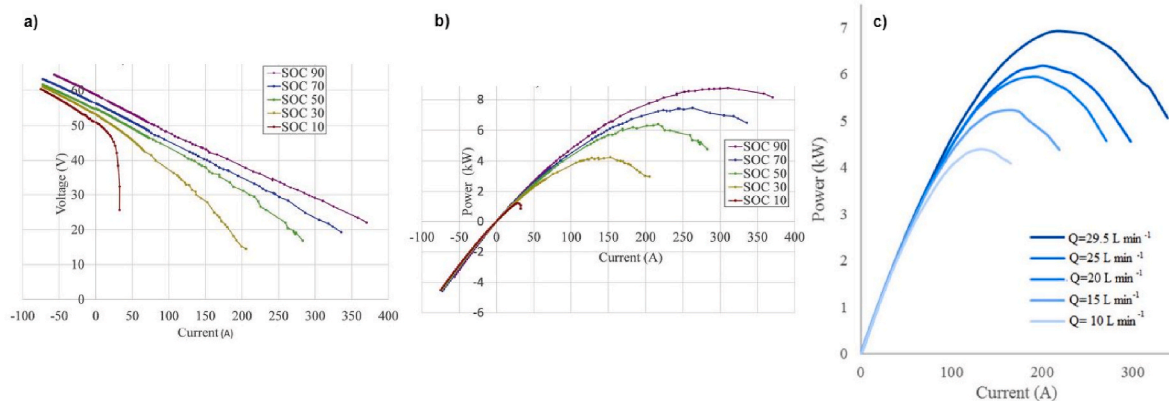 a)
60
50
40
30
20
10
0
Voltage (V)
-100 -50 0 50 100 150 200 250 300 350 400
Current (A)
SOC 90
SOC 70
SOC 50
SOC 30
SOC 10
b)
8
6
4
2
0
-2
-4
-6
Power (kW)
-100 -50 0 50 100 150 200 250 300 350 400
Current (A)
SOC 90
SOC 70
SOC 50
SOC 30
SOC 10
c)
7
6
5
4
3
2
1
0
Power (kW)
100 200 300
Current (A)
Q=29.5 L min -1
Q=25 L min -1
Q=20 L min -1
Q=15 L min -1
Q= 10 L min -1